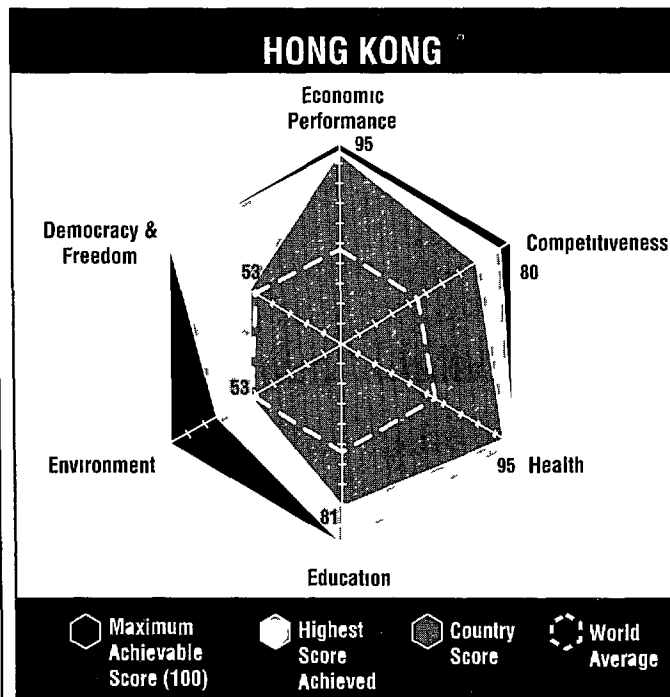 HONG KONG
Economic
Performance
95
Democracy &
Freedom
53
Competitiveness
80
53
Environment
95 Health
81
Education
Maximum
Achievable
Score (100)
Highest
Score
Achieved
Country
Score
World
Average